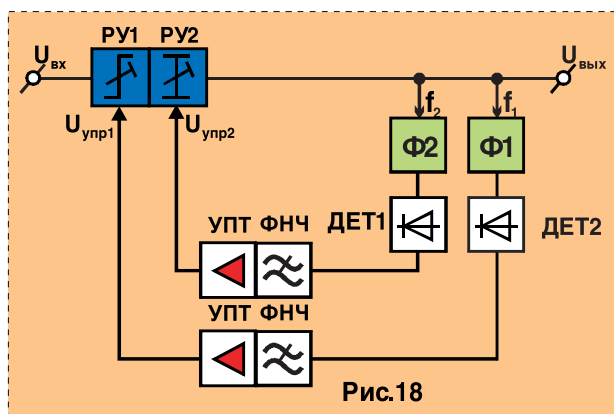 РУ1 РУ2
Uвх
Uвых
Uупр1
Uупр2
f2
f1
Ф2
Ф1
ДЕТ1
ДЕТ2
УПТ ФНЧ
УПТ ФНЧ
Рис.18